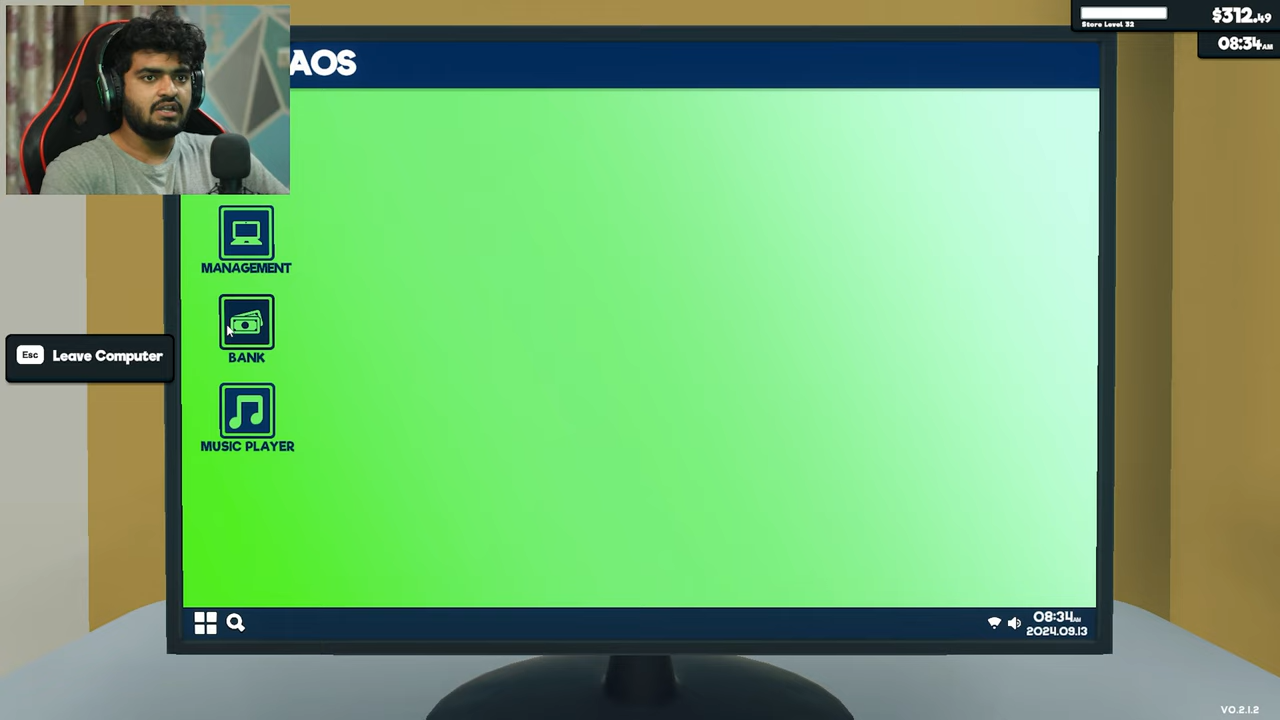 $312.49
Store Level 32
08:34AM
AOS
MANAGEMENT
BANK
Esc Leave Computer
MUSIC PLAYER
08:34AM
2024.09.13
V0.2.1.2